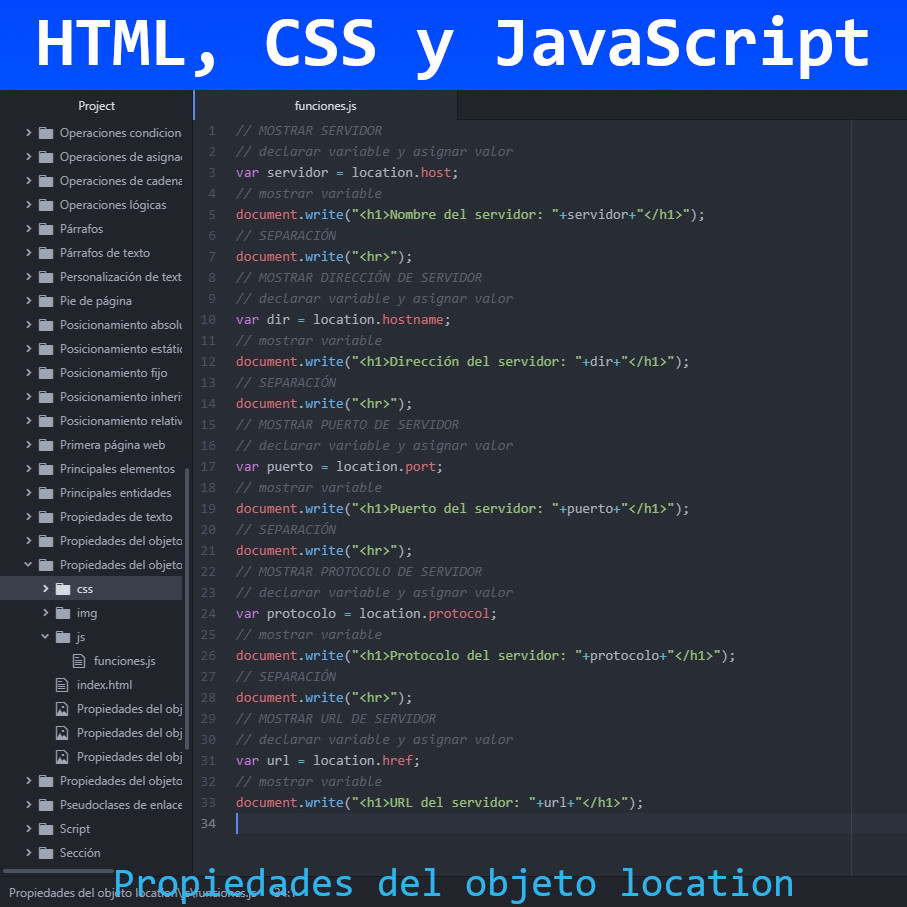 HTML, CSS y JavaScript
Project
funciones.js
Operaciones condicion
Operaciones de asigna
Operaciones de cadena
Operaciones lógicas
Párrafos
Párrafos de texto
Personalización de text
Pie de página
Posicionamiento absolu
Posicionamiento estátic
Posicionamiento fijo
Posicionamiento inheri
Posicionamiento relativ
Primera página web
Principales elementos
Principales entidades
Propiedades de texto
Propiedades del objeto
Propiedades del objeto
css
img
js
funciones.js
index.html
Propiedades del obj
Propiedades del obj
Propiedades del obj
Propiedades del objeto
Pseudoclases de enlace
Script
Sección
1 // MOSTRAR SERVIDOR
2 // declarar variable y asignar valor
3 var servidor = location.host;
4 // mostrar variable
5 document.write("<h1>Nombre del servidor: "+servidor+"</h1>");
6 // SEPARACIÓN
7 document.write("<hr>");
8 // MOSTRAR DIRECCIÓN DE SERVIDOR
9 // declarar variable y asignar valor
10 var dir = location.hostname;
11 // mostrar variable
12 document.write("<h1>Dirección del servidor: "+dir+"</h1>");
13 // SEPARACIÓN
14 document.write("<hr>");
15 // MOSTRAR PUERTO DE SERVIDOR
16 // declarar variable y asignar valor
17 var puerto = location.port;
18 // mostrar variable
19 document.write("<h1>Puerto del servidor: "+puerto+"</h1>");
20 // SEPARACIÓN
21 document.write("<hr>");
22 // MOSTRAR PROTOCOLO DE SERVIDOR
23 // declarar variable y asignar valor
24 var protocolo = location.protocol;
25 // mostrar variable
26 document.write("<h1>Protocolo del servidor: "+protocolo+"</h1>");
27 // SEPARACIÓN
28 document.write("<hr>");
29 // MOSTRAR URL DE SERVIDOR
30 // declarar variable y asignar valor
31 var url = location.href;
32 // mostrar variable
33 document.write("<h1>URL del servidor: "+url+"</h1>");
34
Propiedades del objeto location\js\funciones.js
Propiedades del objeto location